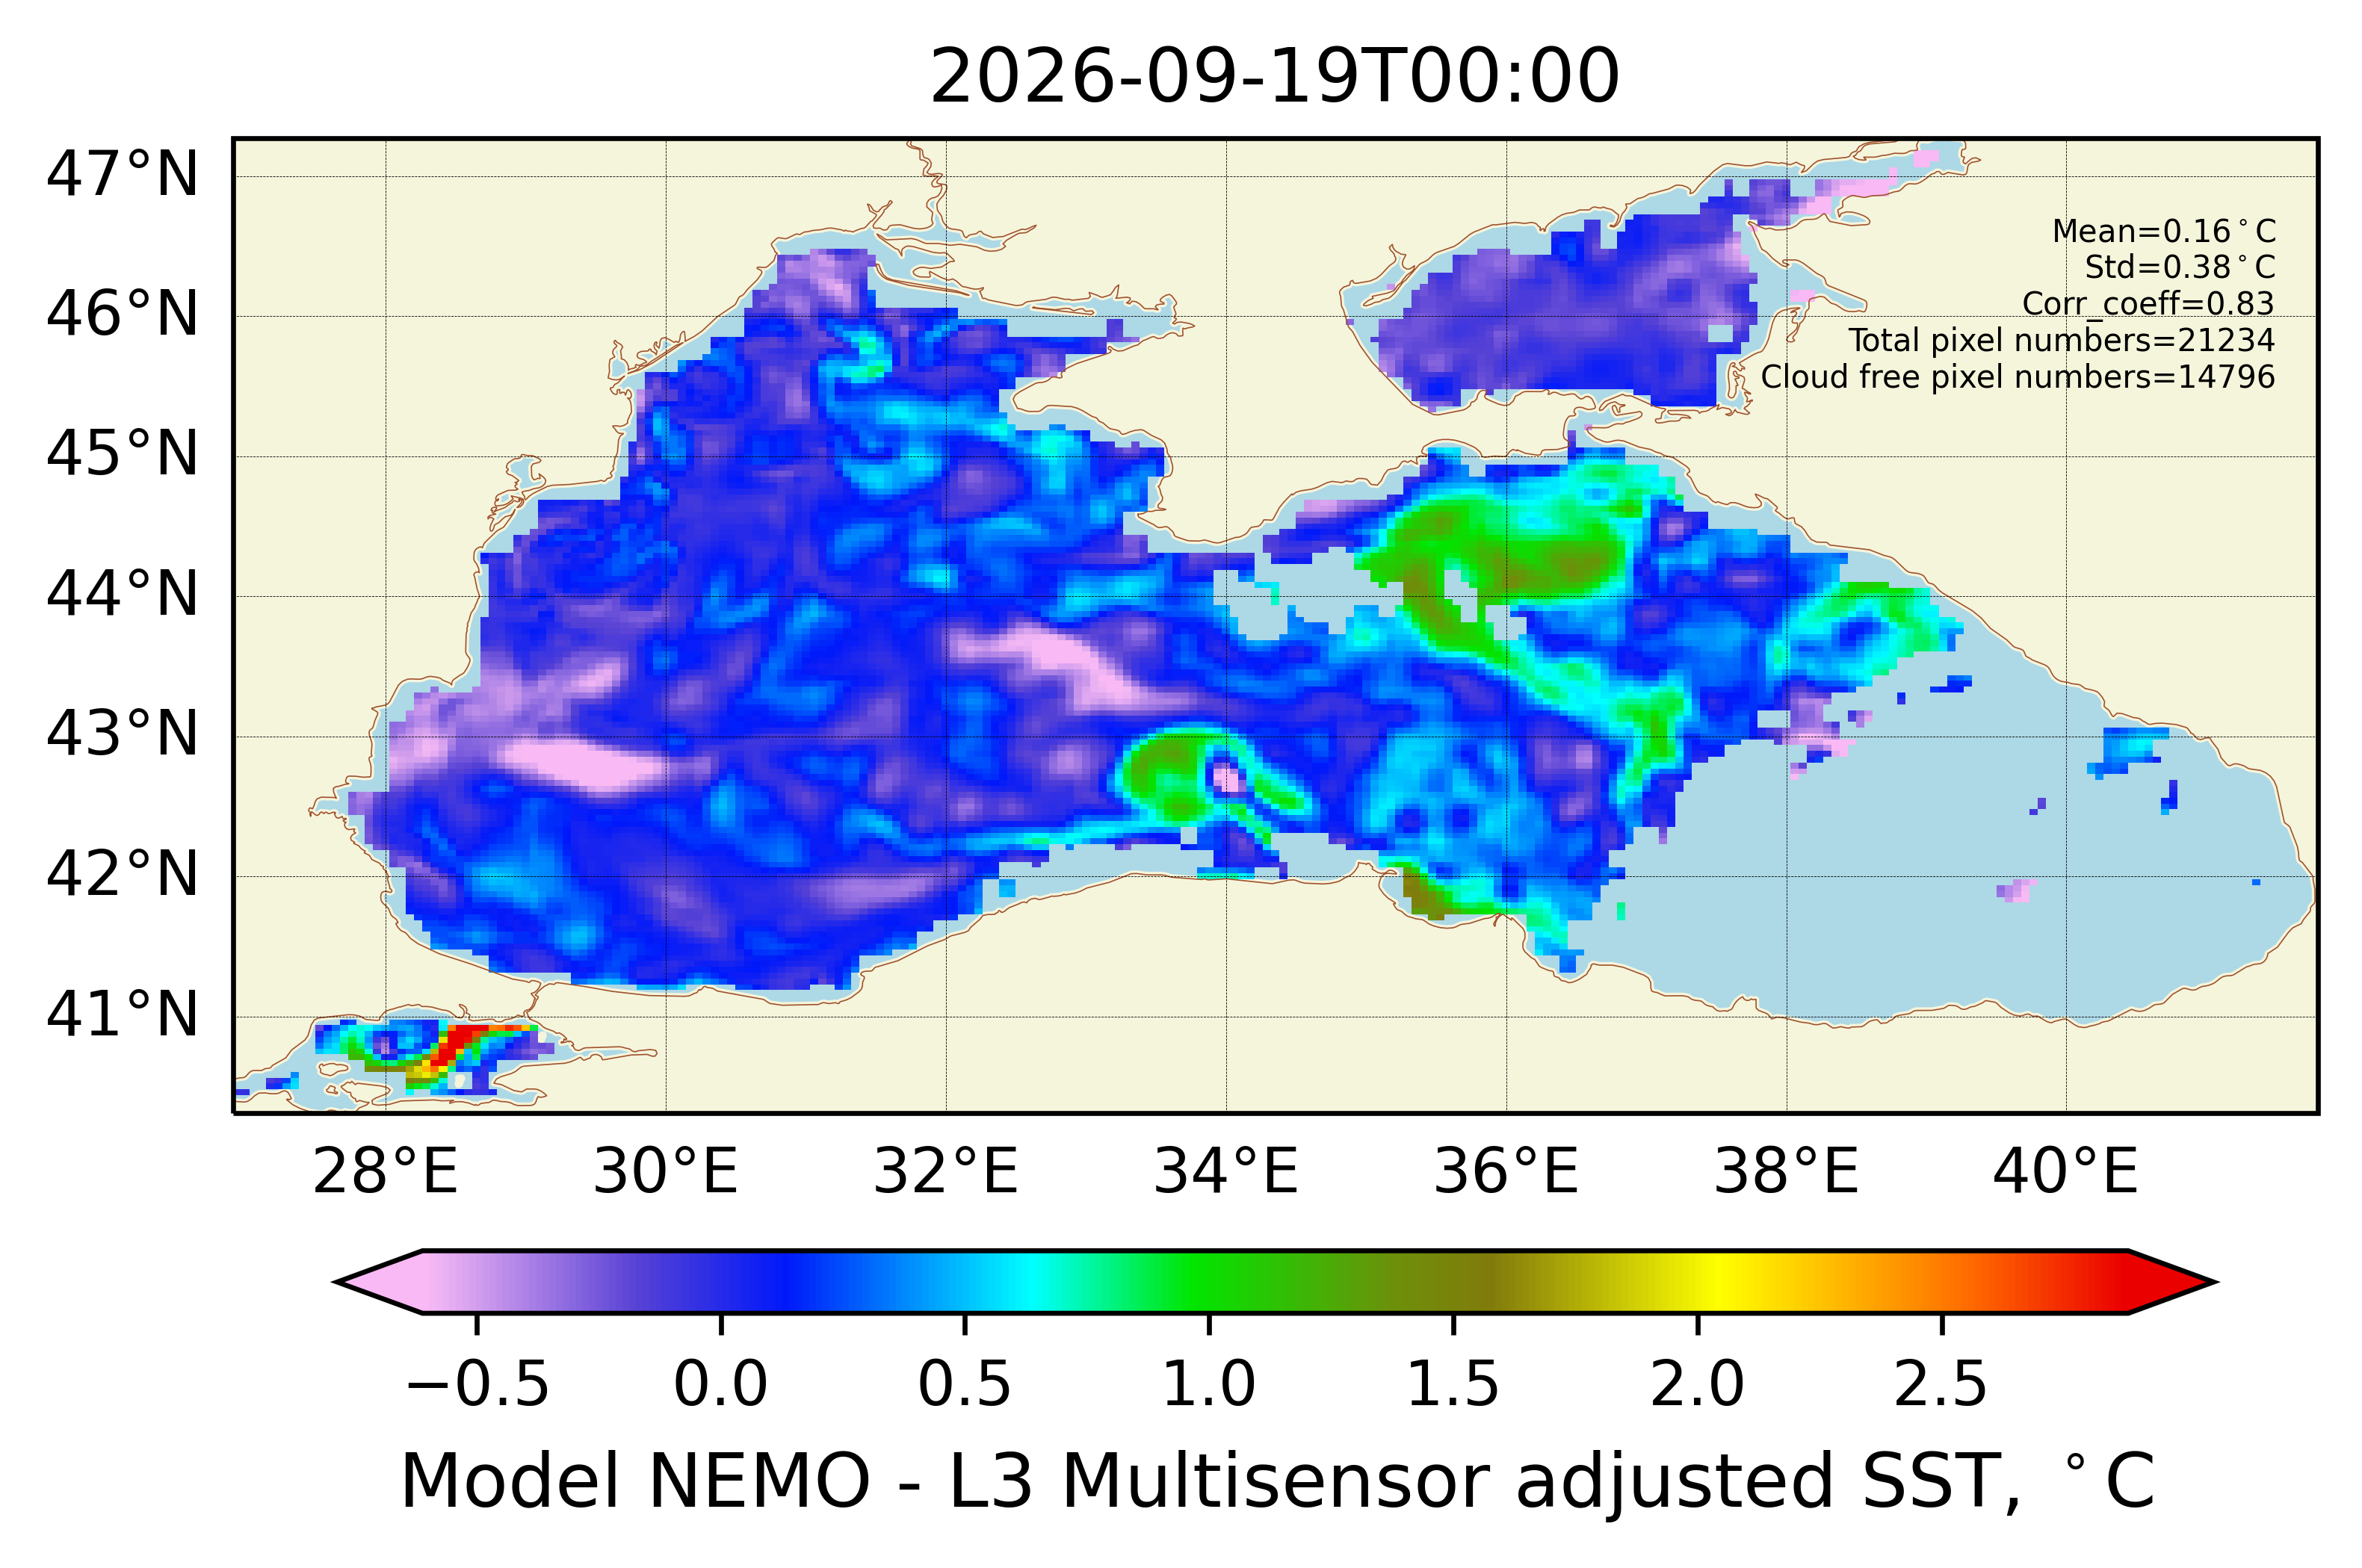 2026-09-19T00:00
47°N
46°N
45°N
44°N
43°N
42°N
41°N
Mean=0.16°C
Std=0.38°C
Corr_coeff=0.83
Total pixel numbers=21234
Cloud free pixel numbers=14796
28°E 30°E 32°E 34°E 36°E 38°E 40°E
−0.5 0.0 0.5 1.0 1.5 2.0 2.5
Model NEMO - L3 Multisensor adjusted SST, °C